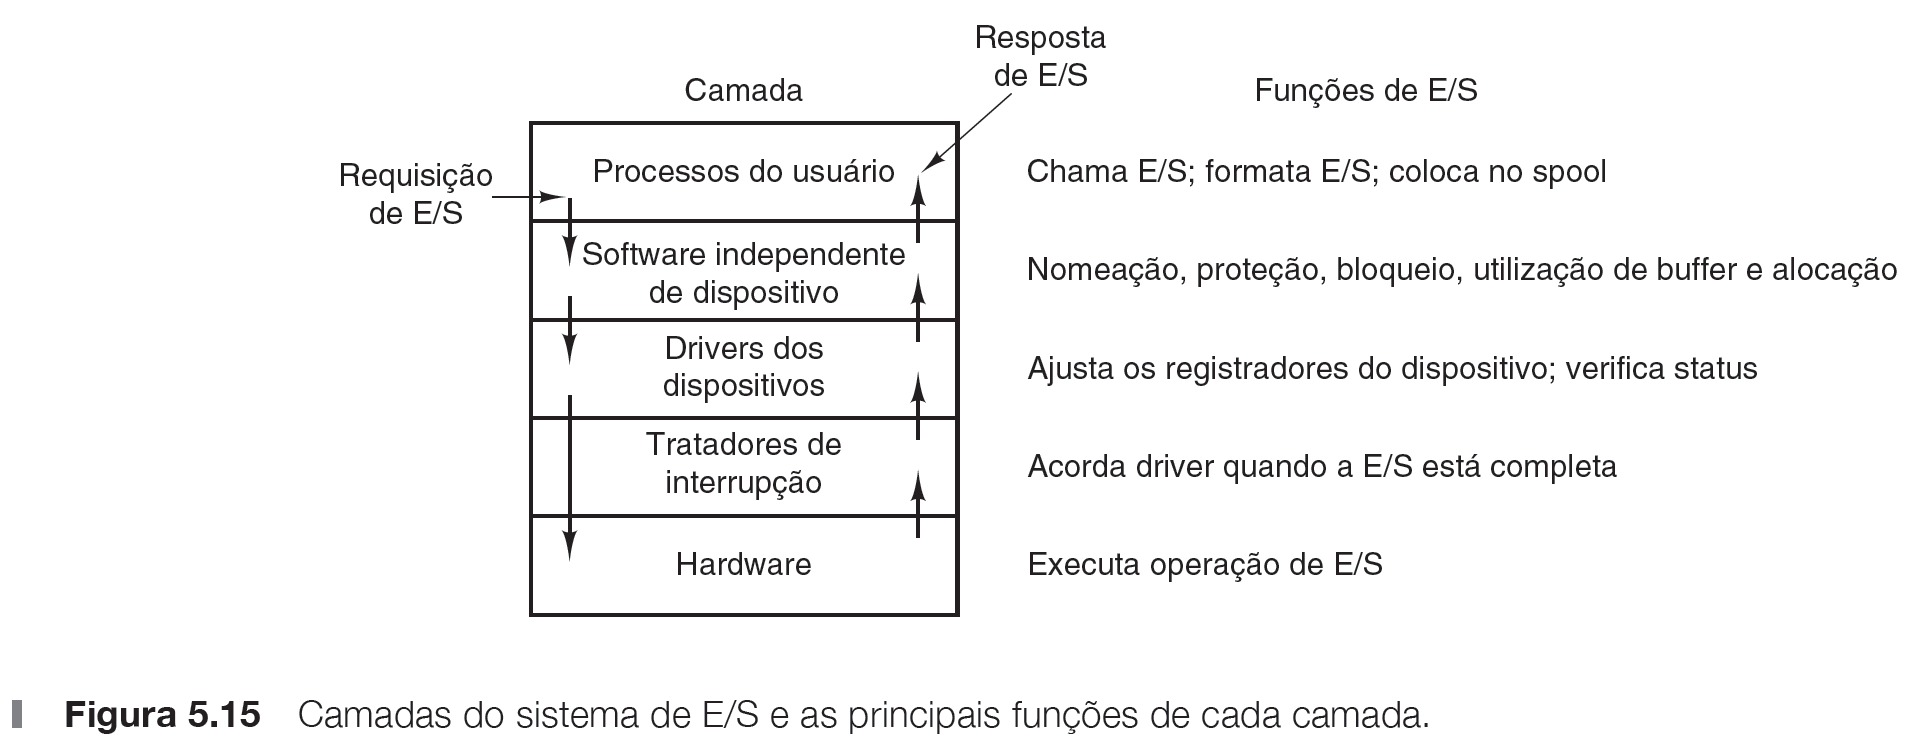 Resposta
de E/S
Camada
Funções de E/S
Requisição
de E/S
Processos do usuário
Chama E/S; formata E/S; coloca no spool
Software independente
de dispositivo
Nomeação, proteção, bloqueio, utilização de buffer e alocação
Drivers dos
dispositivos
Ajusta os registradores do dispositivo; verifica status
Tratadores de
interrupção
Acorda driver quando a E/S está completa
Hardware
Executa operação de E/S
Figura 5.15 Camadas do sistema de E/S e as principais funções de cada camada.